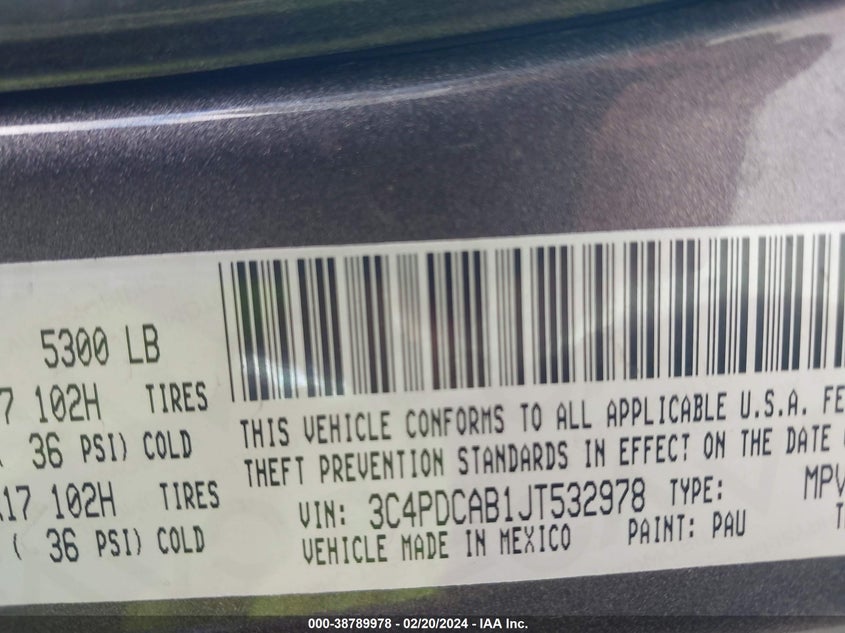 5300 LB
7 102H TIRES
36 PSI) COLD
17 102H TIRES
( 36 PSI) COLD
THIS VEHICLE CONFORMS TO ALL APPLICABLE U.S.A. FE
THEFT PREVENTION STANDARDS IN EFFECT ON THE DATE
VIN: 3C4PDCAB1JT532978 TYPE: MPV
VEHICLE MADE IN MEXICO PAINT: PAU
000-38789978 - 02/20/2024 - IAA Inc.